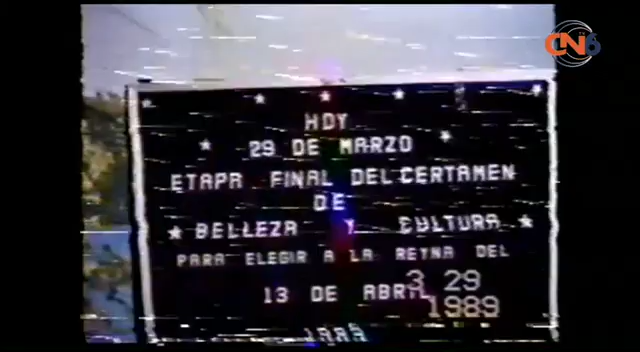 CN6
HOY
29 DE MARZO
ETAPA FINAL DEL CERTAMEN
DE
BELLEZA Y CULTURA
PARA ELEGIR A LA REYNA DEL
13 DE ABRIL
3 29
1989
1989